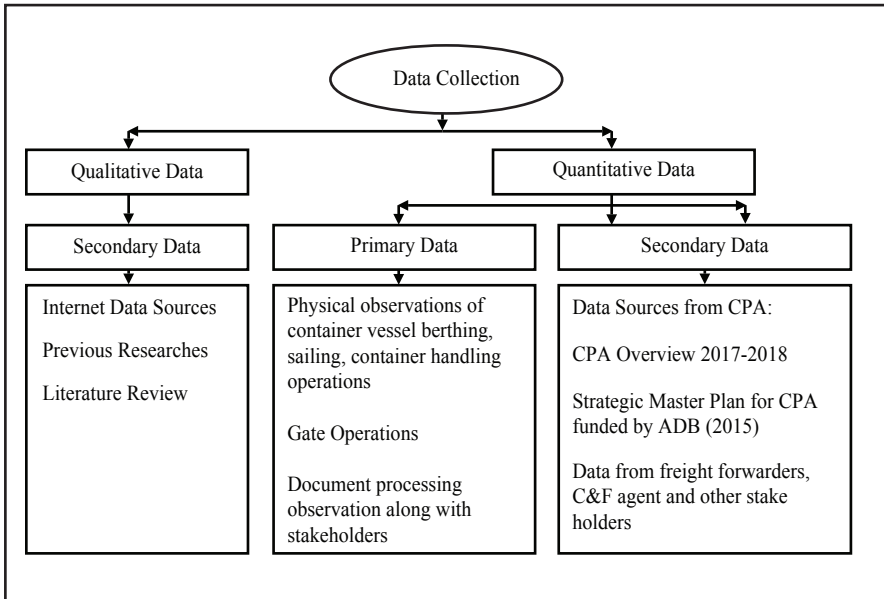 Data Collection
Qualitative Data
Quantitative Data
Secondary Data
Primary Data
Secondary Data
Internet Data Sources
Previous Researches
Literature Review
Physical observations of
container vessel berthing,
sailing, container handling
operations
Gate Operations
Document processing
observation along with
stakeholders
Data Sources from CPA:
CPA Overview 2017-2018
Strategic Master Plan for CPA
funded by ADB (2015)
Data from freight forwarders,
C&F agent and other stake
holders